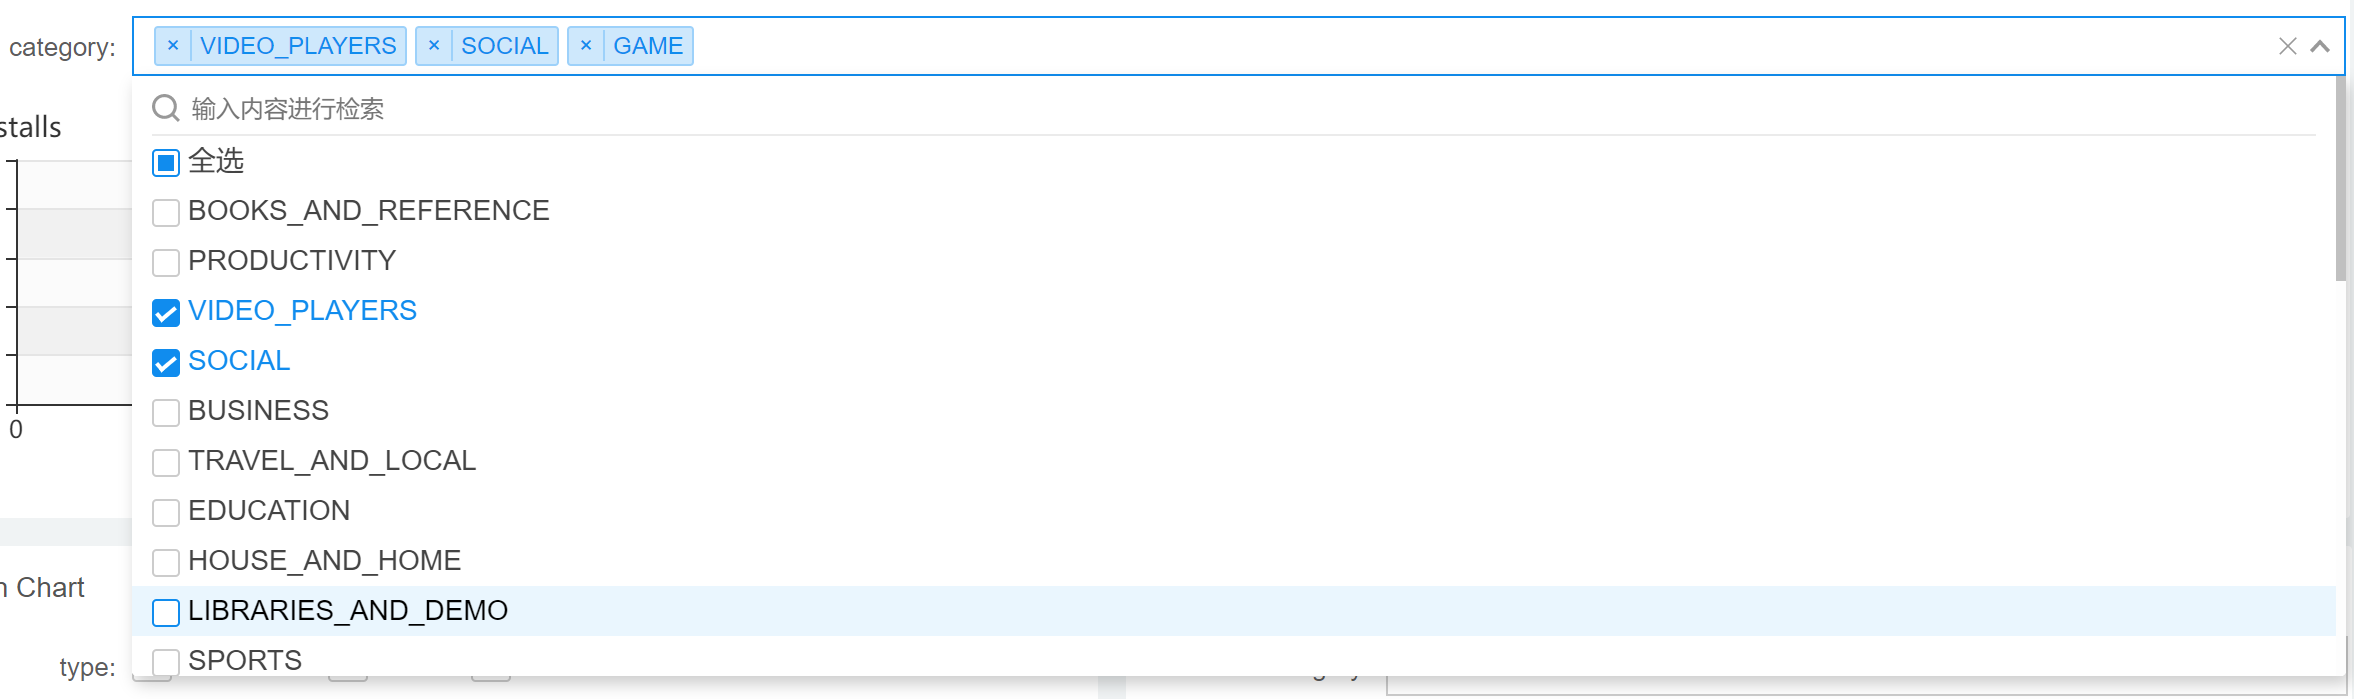 category: × VIDEO_PLAYERS × SOCIAL × GAME
输入内容进行检索
stalls
全选
BOOKS_AND_REFERENCE
PRODUCTIVITY
VIDEO_PLAYERS
SOCIAL
BUSINESS
0
TRAVEL_AND_LOCAL
EDUCATION
HOUSE_AND_HOME
n Chart
LIBRARIES_AND_DEMO
SPORTS
type: